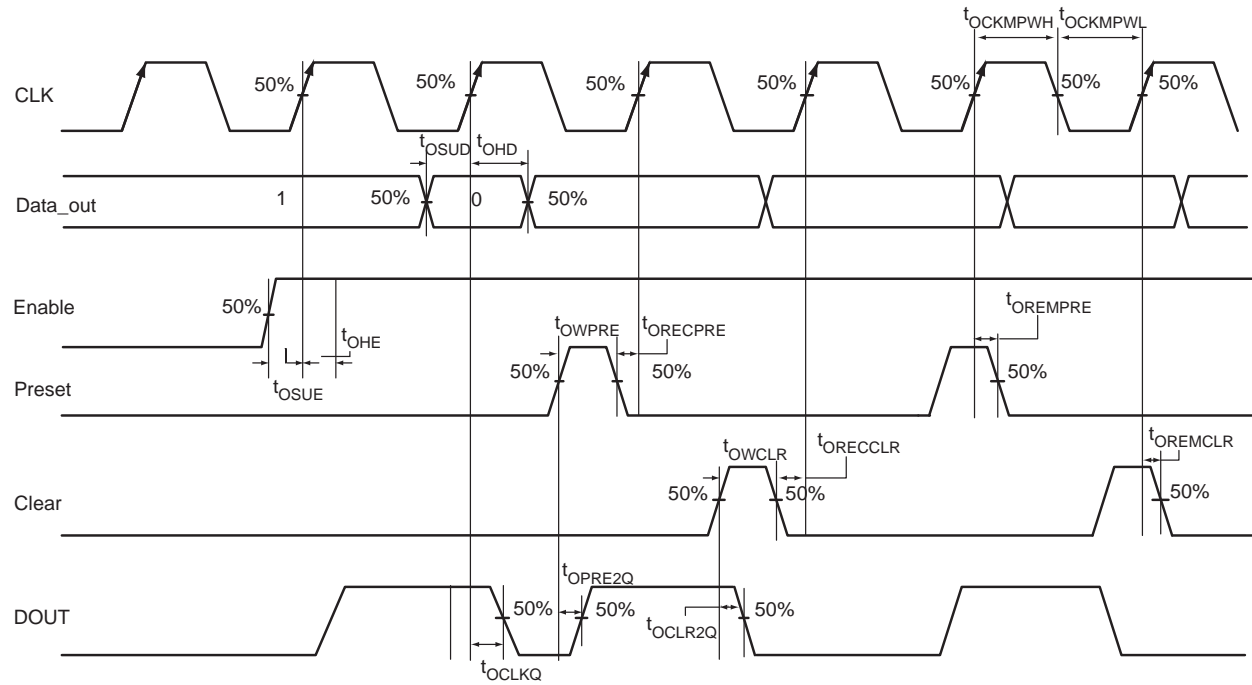 tOCKMPWH tOCKMPWL
CLK 50% 50% 50% 50% 50% 50% 50%
tOSUD tOHD
Data_out 1 50% 0 50%
Enable 50%
tOHE tOWPRE tORECPRE tOREMPRE
tOSUE
Preset 50% 50% 50%
tOWCLR tORECCLR tOREMCLR
Clear 50% 50% 50%
tOPRE2Q
DOUT 50% 50% 50%
tOCLR2Q
tOCLKQ